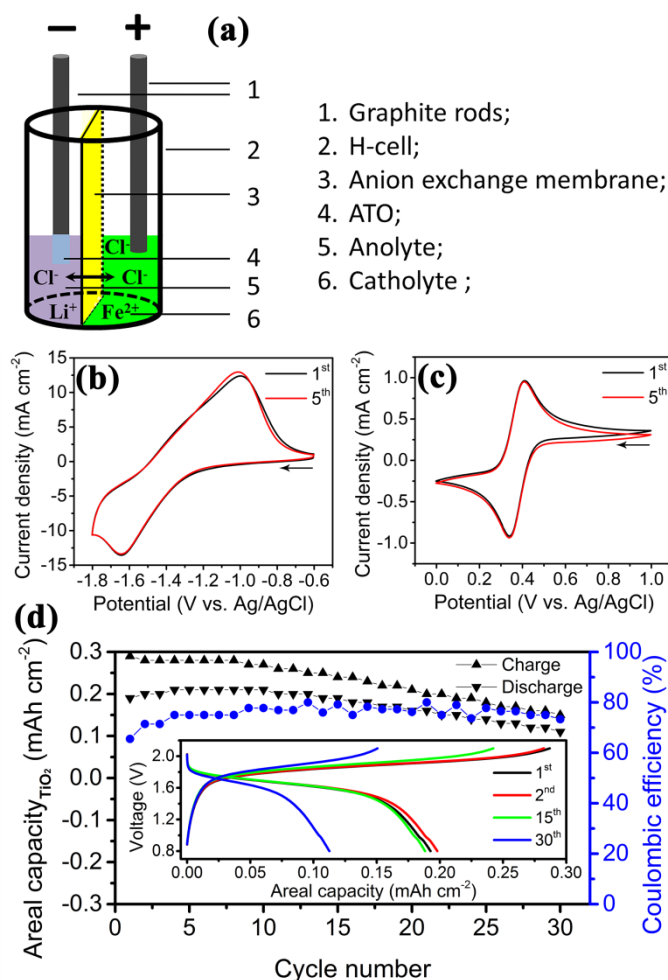 (a)
− +
1
2
3
4
5
6
Cl⁻
Cl⁻ Cl⁻
Li⁺ Fe²⁺
1. Graphite rods;
2. H-cell;
3. Anion exchange membrane;
4. ATO;
5. Anolyte;
6. Catholyte ;
(b)
Current density (mA cm⁻²)
15
10
5
0
-5
-10
-15
-1.8 -1.6 -1.4 -1.2 -1.0 -0.8 -0.6
Potential (V vs. Ag/AgCl)
1ˢᵗ
5ᵗʰ
(c)
Current density (mA cm⁻²)
1.0
0.5
0.0
-0.5
-1.0
0.0 0.2 0.4 0.6 0.8 1.0
Potential (V vs. Ag/AgCl)
1ˢᵗ
5ᵗʰ
(d)
Areal capacity_TiO₂ (mAh cm⁻²)
0.3
0.2
0.1
0.0
-0.1
-0.2
-0.3
0 5 10 15 20 25 30
Cycle number
Charge
Discharge
100
80
60
40
20
0
Coulombic efficiency (%)
Voltage (V)
2.0
1.6
1.2
0.8
0.00 0.05 0.10 0.15 0.20 0.25 0.30
Areal capacity (mAh cm⁻²)
1ˢᵗ
2ⁿᵈ
15ᵗʰ
30ᵗʰ